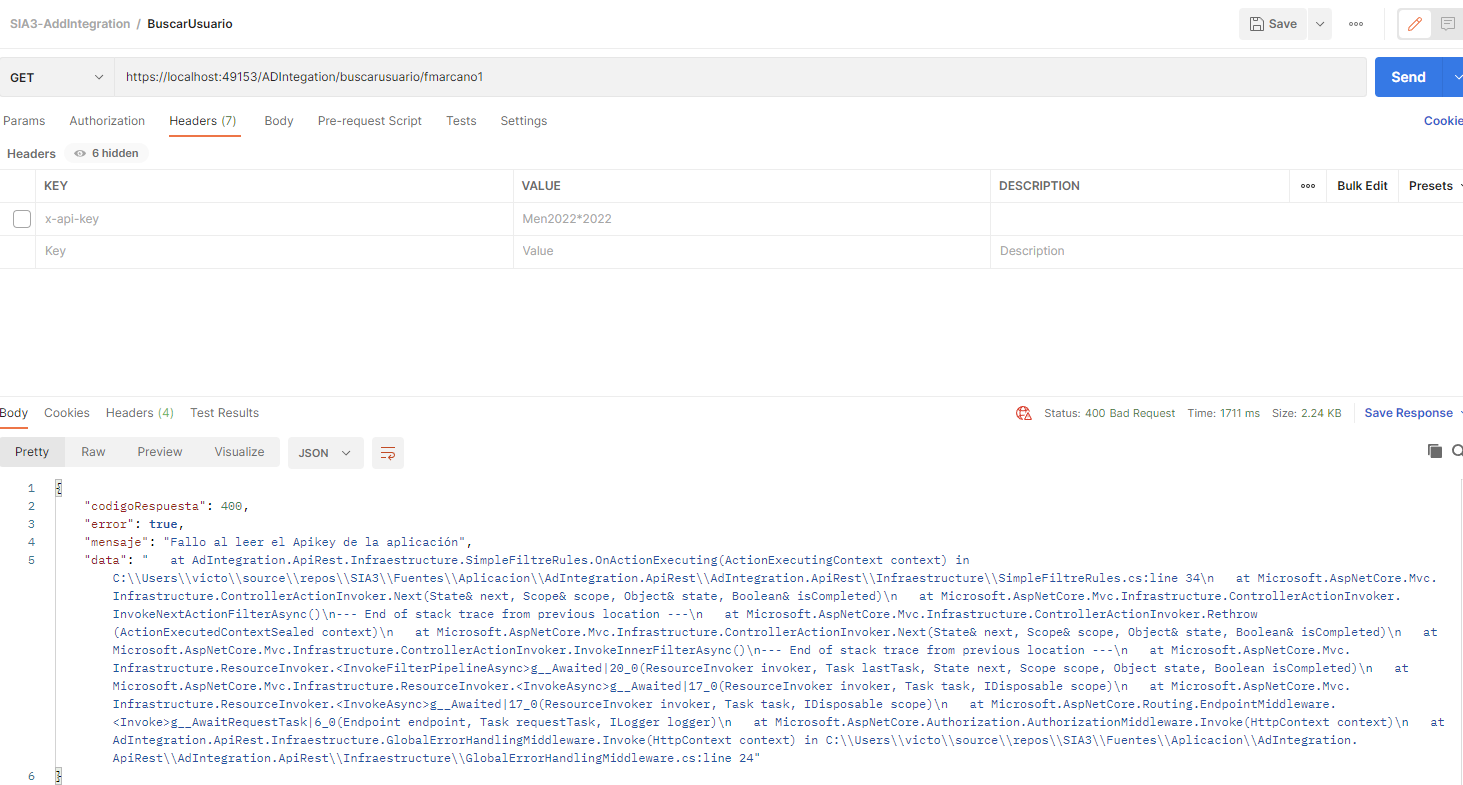 SIA3-AddIntegration / BuscarUsuario
Save
GET
https://localhost:49153/ADIntegation/buscarusuario/fmarcano1
Send
Params Authorization Headers (7) Body Pre-request Script Tests Settings
Cookie
Headers 6 hidden
KEY VALUE DESCRIPTION
Bulk Edit Presets
x-api-key Men2022*2022
Key Value Description
Body Cookies Headers (4) Test Results
Status: 400 Bad Request Time: 1711 ms Size: 2.24 KB Save Response
Pretty Raw Preview Visualize JSON
1 {
2 "codigoRespuesta": 400,
3 "error": true,
4 "mensaje": "Fallo al leer el Apikey de la aplicación",
5 "data": "   at AdIntegration.ApiRest.Infraestructure.SimpleFiltreRules.OnActionExecuting(ActionExecutingContext context) in
C:\\Users\\victo\\source\\repos\\SIA3\\Fuentes\\Aplicacion\\AdIntegration.ApiRest\\AdIntegration.ApiRest\\Infraestructure\\SimpleFiltreRules.cs:line 34\n   at Microsoft.AspNetCore.Mvc.
Infrastructure.ControllerActionInvoker.Next(State& next, Scope& scope, Object& state, Boolean& isCompleted)\n   at Microsoft.AspNetCore.Mvc.Infrastructure.ControllerActionInvoker.
InvokeNextActionFilterAsync()\n--- End of stack trace from previous location ---\n   at Microsoft.AspNetCore.Mvc.Infrastructure.ControllerActionInvoker.Rethrow
(ActionExecutedContextSealed context)\n   at Microsoft.AspNetCore.Mvc.Infrastructure.ControllerActionInvoker.Next(State& next, Scope& scope, Object& state, Boolean& isCompleted)\n   at
Microsoft.AspNetCore.Mvc.Infrastructure.ControllerActionInvoker.InvokeInnerFilterAsync()\n--- End of stack trace from previous location ---\n   at Microsoft.AspNetCore.Mvc.
Infrastructure.ResourceInvoker.<InvokeFilterPipelineAsync>g__Awaited|20_0(ResourceInvoker invoker, Task lastTask, State next, Scope scope, Object state, Boolean isCompleted)\n   at
Microsoft.AspNetCore.Mvc.Infrastructure.ResourceInvoker.<InvokeAsync>g__Awaited|17_0(ResourceInvoker invoker, Task task, IDisposable scope)\n   at Microsoft.AspNetCore.Mvc.
Infrastructure.ResourceInvoker.<InvokeAsync>g__Awaited|17_0(ResourceInvoker invoker, Task task, IDisposable scope)\n   at Microsoft.AspNetCore.Routing.EndpointMiddleware.
<Invoke>g__AwaitRequestTask|6_0(Endpoint endpoint, Task requestTask, ILogger logger)\n   at Microsoft.AspNetCore.Authorization.AuthorizationMiddleware.Invoke(HttpContext context)\n   at
AdIntegration.ApiRest.Infraestructure.GlobalErrorHandlingMiddleware.Invoke(HttpContext context) in C:\\Users\\victo\\source\\repos\\SIA3\\Fuentes\\Aplicacion\\AdIntegration.
ApiRest\\AdIntegration.ApiRest\\Infraestructure\\GlobalErrorHandlingMiddleware.cs:line 24"
6 }